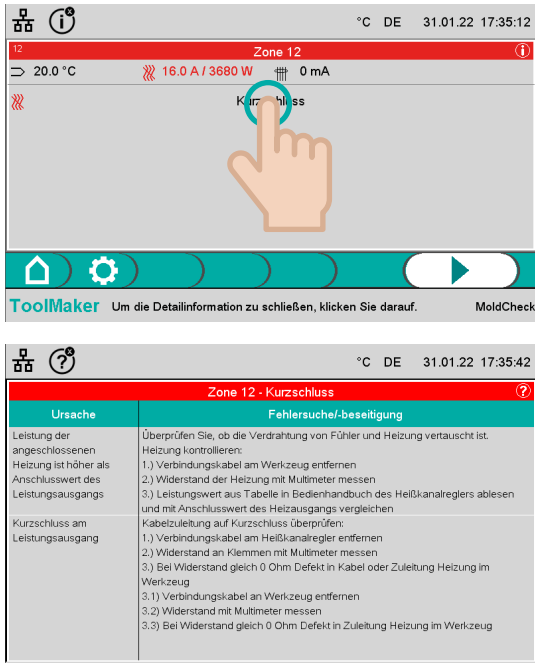 °C DE 31.01.22 17:35:12
12 Zone 12
20.0 °C 16.0 A / 3680 W 0 mA
Kurzschluss
ToolMaker Um die Detailinformation zu schließen, klicken Sie darauf. MoldCheck
°C DE 31.01.22 17:35:42
Zone 12 - Kurzschluss
Ursache
Fehlersuche/-beseitigung
Leistung der
angeschlossenen
Heizung ist höher als
Anschlusswert des
Leistungsausgangs
Überprüfen Sie, ob die Verdrahtung von Fühler und Heizung vertauscht ist.
Heizung kontrollieren:
1.) Verbindungskabel am Werkzeug entfernen
2.) Widerstand der Heizung mit Multimeter messen
3.) Leistungswert aus Tabelle in Bedienhandbuch des Heißkanalreglers ablesen
und mit Anschlusswert des Heizausgangs vergleichen
Kurzschluss am
Leistungsausgang
Kabelzuleitung auf Kurzschluss überprüfen:
1.) Verbindungskabel am Heißkanalregler entfernen
2.) Widerstand an Klemmen mit Multimeter messen
3.) Bei Widerstand gleich 0 Ohm Defekt in Kabel oder Zuleitung Heizung im
Werkzeug
3.1) Verbindungskabel an Werkzeug entfernen
3.2) Widerstand mit Multimeter messen
3.3) Bei Widerstand gleich 0 Ohm Defekt in Zuleitung Heizung im Werkzeug